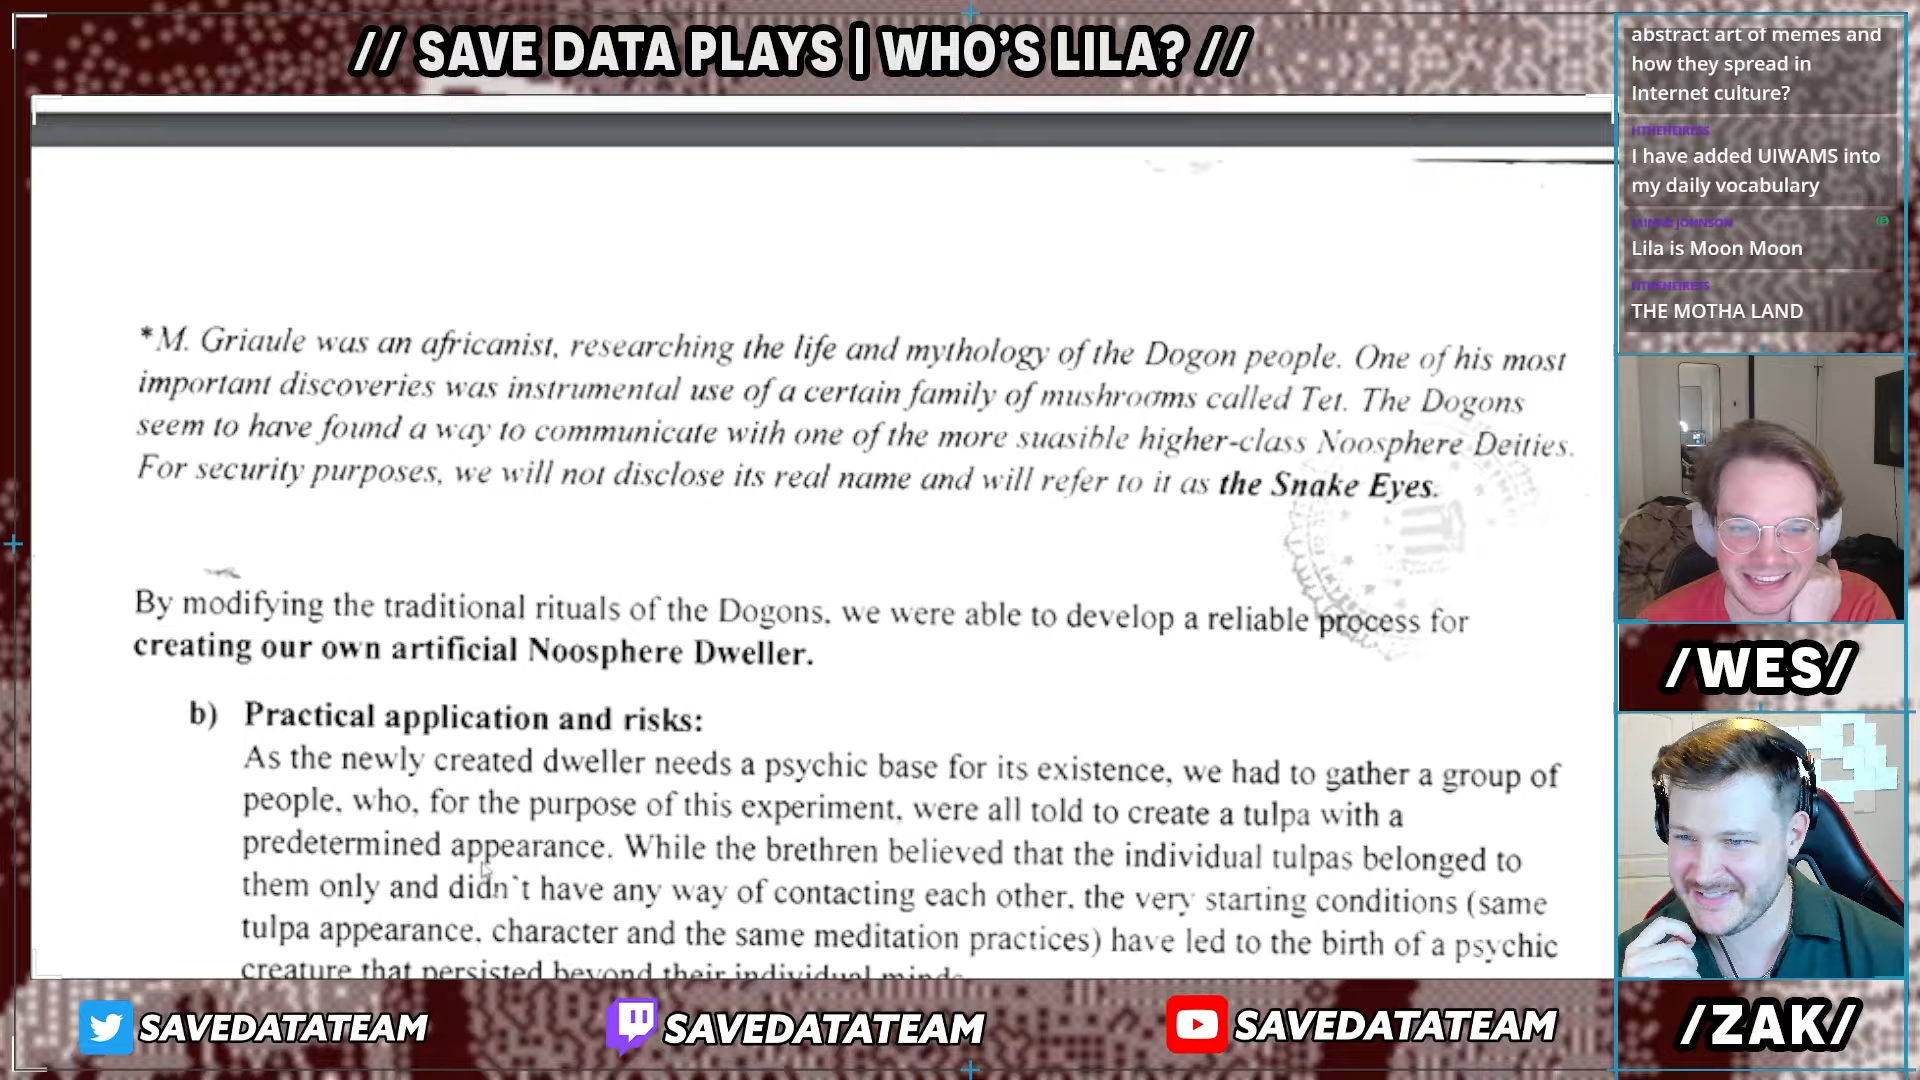 // SAVE DATA PLAYS | WHO'S LILA? //
abstract art of memes and
how they spread in
Internet culture?
HTHEHEIRESS
I have added UIWAMS into
my daily vocabulary
JOHNSON
Lila is Moon Moon
HTHEHEIRESS
THE MOTHA LAND
*M. Griaule was an africanist, researching the life and mythology of the Dogon people. One of his most
important discoveries was instrumental use of a certain family of mushrooms called Tet. The Dogons
seem to have found a way to communicate with one of the more suasible higher-class Noosphere Deities.
For security purposes, we will not disclose its real name and will refer to it as the Snake Eyes.
By modifying the traditional rituals of the Dogons, we were able to develop a reliable process for
creating our own artificial Noosphere Dweller.
b) Practical application and risks:
As the newly created dweller needs a psychic base for its existence, we had to gather a group of
people, who, for the purpose of this experiment, were all told to create a tulpa with a
predetermined appearance. While the brethren believed that the individual tulpas belonged to
them only and didn`t have any way of contacting each other, the very starting conditions (same
tulpa appearance, character and the same meditation practices) have led to the birth of a psychic
creature that persisted beyond their individual minds
/WES/
/ZAK/
SAVEDATATEAM
SAVEDATATEAM
SAVEDATATEAM